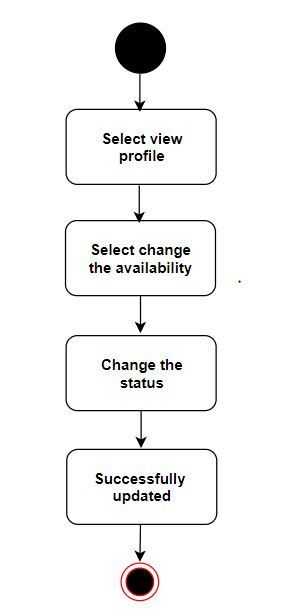 Select view
profile
Select change
the availability
Change the
status
Successfully
updated